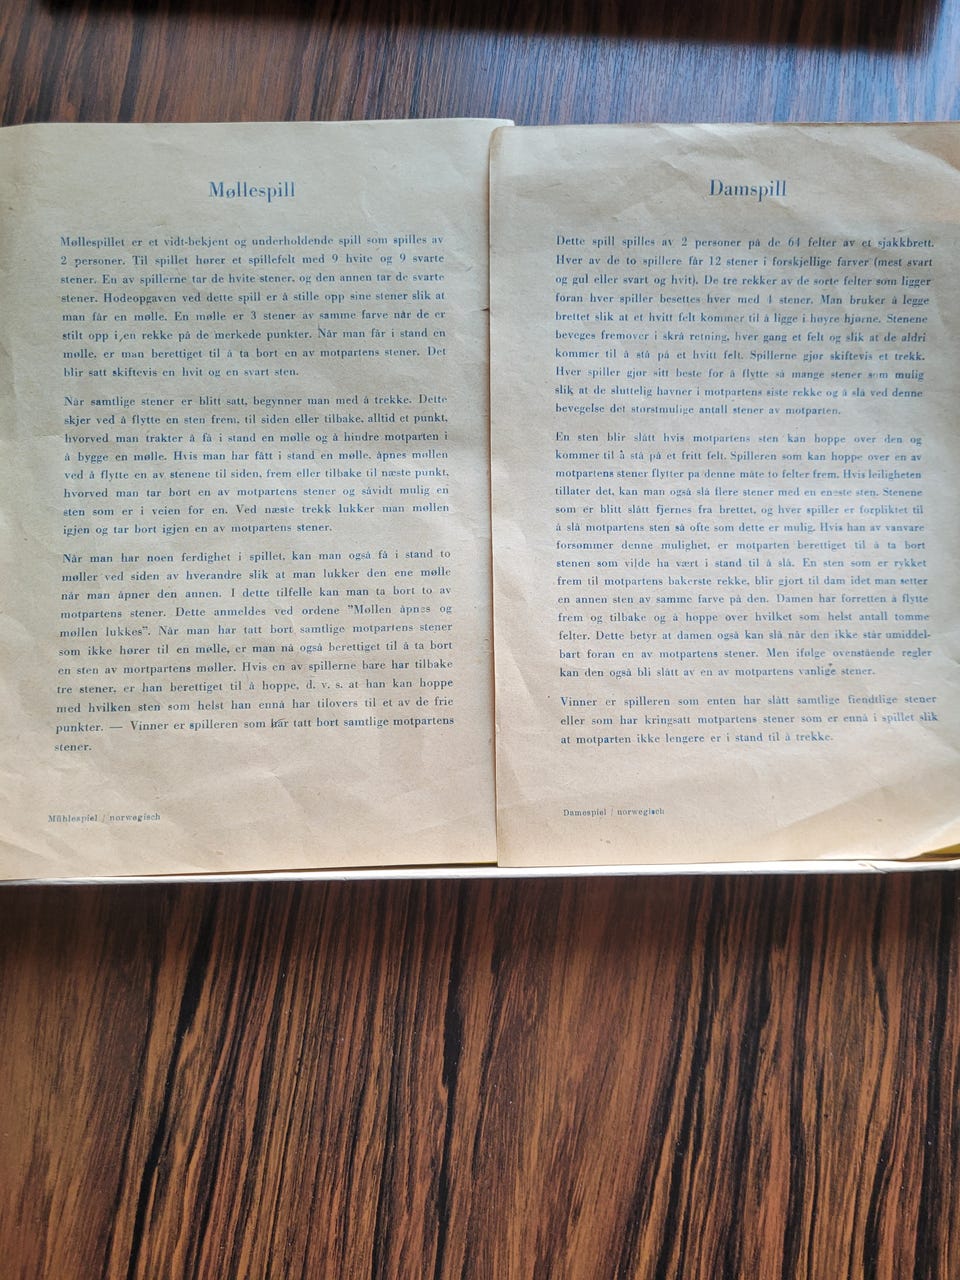 Møllespill
Møllespillet er et vidt-bekjent og underholdende spill som spilles av
2 personer. Til spillet hører et spillefelt med 9 hvite og 9 svarte
stener. En av spillerne tar de hvite stener, og den annen tar de svarte
stener. Hodeopgaven ved dette spill er å stille opp sine stener slik at
man får en mølle. En mølle er 3 stener av samme farve når de er
stilt opp i en rekke på de merkede punkter. Når man får i stand en
mølle, er man berettiget til å ta bort en av motpartens stener. Det
blir satt skiftevis en hvit og en svart sten.
Når samtlige stener er blitt satt, begynner man med å trekke. Dette
skjer ved å flytte en sten frem, til siden eller tilbake, alltid et punkt,
hvorved man trakter å få i stand en mølle og å hindre motparten i
å bygge en mølle. Hvis man har fått i stand en mølle, åpnes møllen
ved å flytte en av stenene til siden, frem eller tilbake til næste punkt,
hvorved man tar bort en av motpartens stener og såvidt mulig en
sten som er i veien for en. Ved næste trekk lukker man møllen
igjen og tar bort igjen en av motpartens stener.
Når man har noen ferdighet i spillet, kan man også få i stand to
møller ved siden av hverandre slik at man lukker den ene mølle
når man åpner den annen. I dette tilfelle kan man ta bort to av
motpartens stener. Dette anmeldes ved ordene "Møllen åpnes og
møllen lukkes". Når man har tatt bort samtlige motpartens stener
som ikke hører til en mølle, er man nå også berettiget til å ta bort
en sten av mortpartens møller. Hvis en av spillerne bare har tilbake
tre stener, er han berettiget til å hoppe, d. v. s. at han kan hoppe
med hvilken sten som helst han ennå har tilovers til et av de frie
punkter. — Vinner er spilleren som har tatt bort samtlige motpartens
stener.
Mühlespiel / norwegisch
Damspill
Dette spill spilles av 2 personer på de 64 felter av et sjakkbrett.
Hver av de to spillere får 12 stener i forskjellige farver (mest svart
og gul eller svart og hvit). De tre rekker av de sorte felter som ligger
foran hver spiller besettes hver med 4 stener. Man bruker å legge
brettet slik at et hvitt felt kommer til å ligge i høyre hjørne. Stenene
beveges fremover i skrå retning, hver gang et felt og slik at de aldri
kommer til å stå på et hvitt felt. Spillerne gjør skiftevis et trekk.
Hver spiller gjør sitt beste for å flytte så mange stener som mulig
slik at de sluttelig havner i motpartens siste rekke og å slå ved denne
bevegelse det størstmulige antall stener av motparten.
En sten blir slått hvis motpartens sten kan hoppe over den og
kommer til å stå på et fritt felt. Spilleren som kan hoppe over en av
motpartens stener flytter på denne måte to felter frem. Hvis leiligheten
tillater det, kan man også slå flere stener med en eneste sten. Stenene
som er blitt slått fjernes fra brettet, og hver spiller er forpliktet til
å slå motpartens sten så ofte som dette er mulig. Hvis han av vanvare
forsømmer denne mulighet, er motparten berettiget til å ta bort
stenen som vilde ha vært i stand til å slå. En sten som er rykket
frem til motpartens bakerste rekke, blir gjort til dam idet man setter
en annen sten av samme farve på den. Damen har forretten å flytte
frem og tilbake og å hoppe over hvilket som helst antall tomme
felter. Dette betyr at damen også kan slå når den ikke står umiddel-
bart foran en av motpartens stener. Men ifølge ovenstående regler
kan den også bli slått av en av motpartens vanlige stener.
Vinner er spilleren som enten har slått samtlige fiendtlige stener
eller som har kringsatt motpartens stener som er ennå i spillet slik
at motparten ikke lengere er i stand til å trekke.
Damespiel / norwegisch